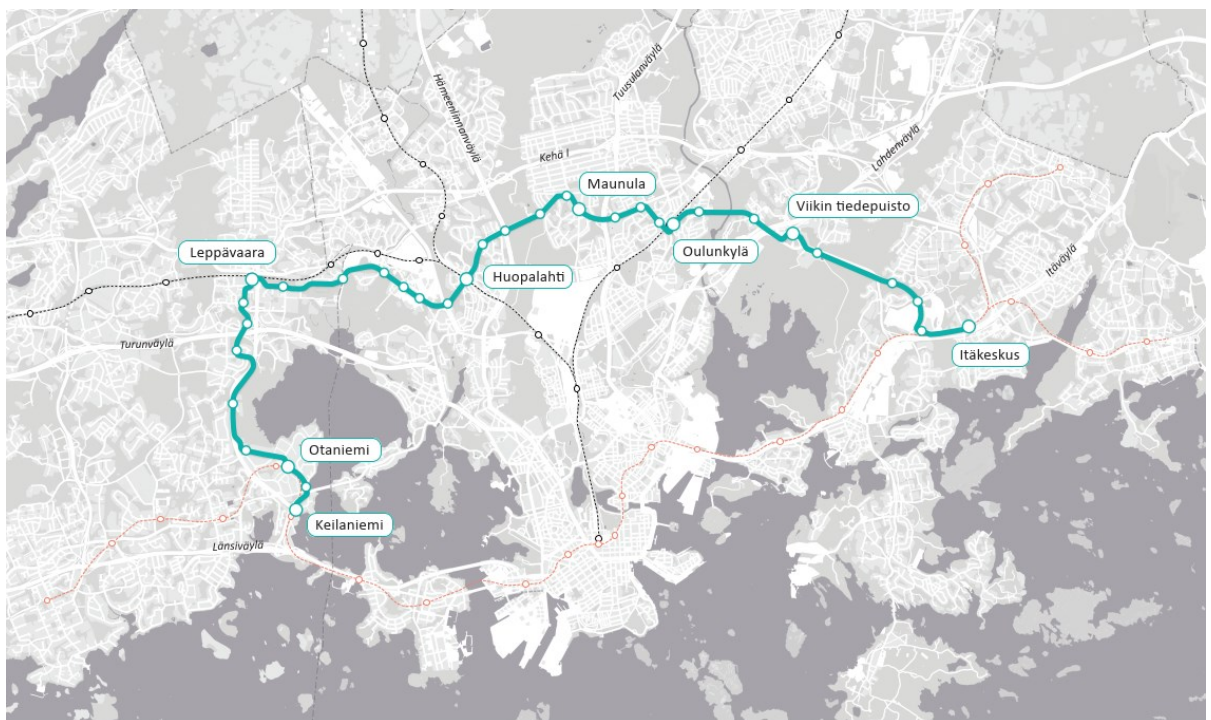 Tuusulanväylä
Hämeenlinnanväylä
Kehä I
Lahdenväylä
Maunula
Viikin tiedepuisto
Leppävaara
Oulunkylä
Huopalahti
Itäväylä
Turunväylä
Itäkeskus
Otaniemi
Keilaniemi
Länsiväylä